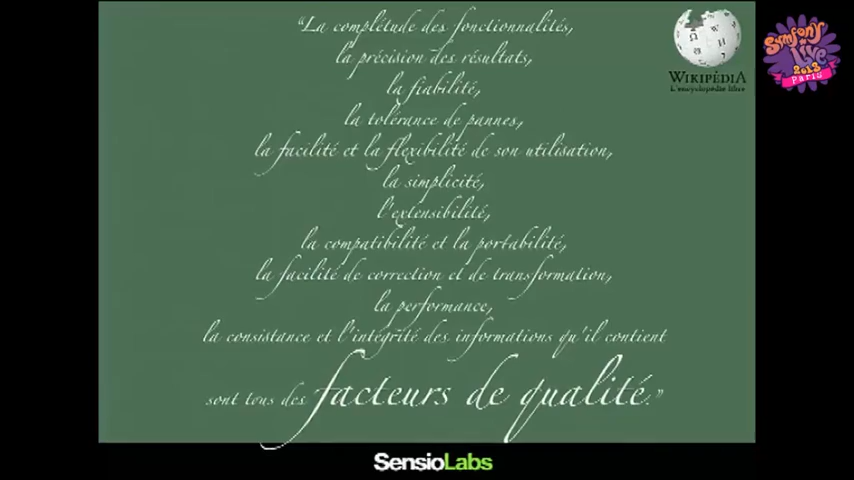 "La complétude des fonctionnalités,
la précision des résultats,
la fiabilité,
la tolérance de pannes,
la facilité et la flexibilité de son utilisation,
la simplicité,
l'extensibilité,
la compatibilité et la portabilité,
la facilité de correction et de transformation,
la performance,
la consistance et l'intégrité des informations qu'il contient
sont tous des facteurs de qualité."
WIKIPÉDIA
L'encyclopédie libre
Symfony
Live
2013
Paris
SensioLabs